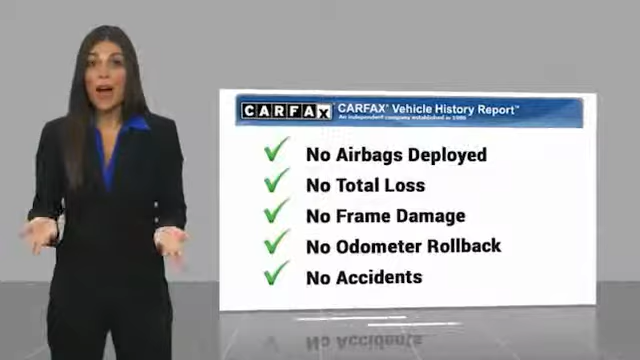 CARFAX CARFAX® Vehicle History Report™
An independent company established in 1986
No Airbags Deployed
No Total Loss
No Frame Damage
No Odometer Rollback
No Accidents